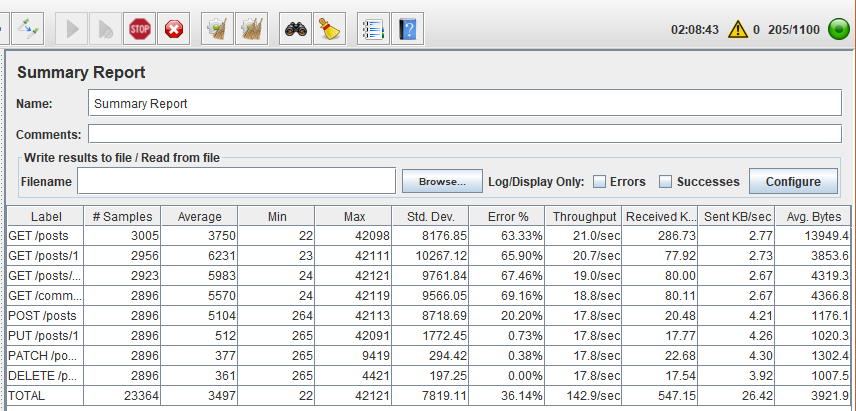 STOP
02:08:43 0 205/1100
?
Summary Report
Name: Summary Report
Comments:
Write results to file / Read from file
Filename Browse... Log/Display Only: Errors Successes Configure
Label # Samples Average Min Max Std. Dev. Error % Throughput Received K... Sent KB/sec Avg. Bytes
GET /posts 3005 3750 22 42098 8176.85 63.33% 21.0/sec 286.73 2.77 13949.4
GET /posts/1 2956 6231 23 42111 10267.12 65.90% 20.7/sec 77.92 2.73 3853.6
GET /posts/... 2923 5983 24 42121 9761.84 67.46% 19.0/sec 80.00 2.67 4319.3
GET /comm... 2896 5570 24 42119 9566.05 69.16% 18.8/sec 80.11 2.67 4366.8
POST /posts 2896 5104 264 42113 8718.69 20.20% 17.8/sec 20.48 4.21 1176.1
PUT /posts/1 2896 512 265 42091 1772.45 0.73% 17.8/sec 17.77 4.26 1020.3
PATCH /po... 2896 377 265 9419 294.42 0.38% 17.8/sec 22.68 4.30 1302.4
DELETE /p... 2896 361 265 4421 197.25 0.00% 17.8/sec 17.54 3.92 1007.5
TOTAL 23364 3497 22 42121 7819.11 36.14% 142.9/sec 547.15 26.42 3921.9